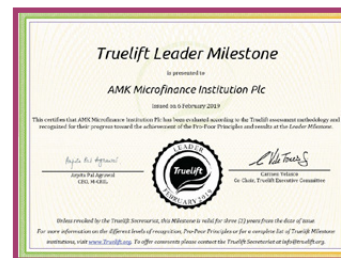 Truelift Leader Milestone
is presented to
AMK Microfinance Institution Plc
Issued on 6 February 2019
This certifies that AMK Microfinance Institution Plc has been evaluated according to the Truelift assessment methodology and
recognized for their progress toward the achievement of the Pro-Poor Principles and results at the Leader Milestone.
LEADER
Truelift
FEBRUARY 2019
CEO, M-CRIL
Carmen Velasco
Co-Chair, Truelift Executive Committee
Unless revoked by the Truelift Secretariat, this Milestone is valid for three (3) years from the date of issue
For more information on the different levels of recognition, Pro-Poor Principles or for a complete list of Truelift Milestone
institutions, visit www.Truelift.org. To offer comments please contact the Truelift Secretariat at info@truelift.org.